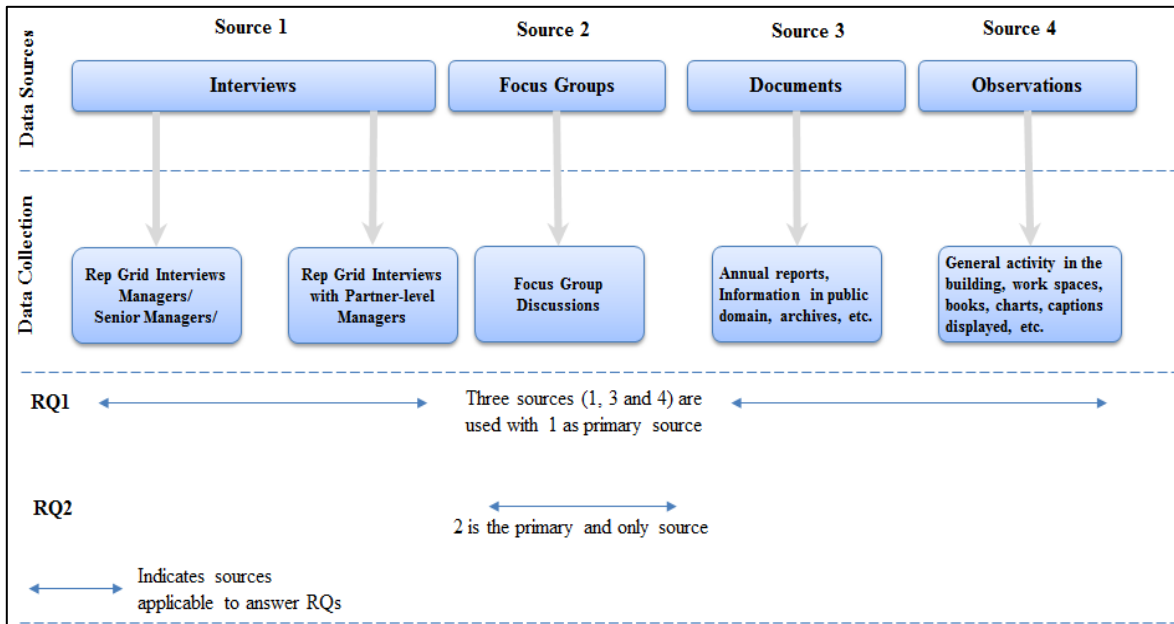 Source 1
Source 2
Source 3
Source 4
Data Sources
Interviews
Focus Groups
Documents
Observations
Data Collection
Rep Grid Interviews
Managers/
Senior Managers/
Rep Grid Interviews
with Partner-level
Managers
Focus Group
Discussions
Annual reports,
Information in public
domain, archives, etc.
General activity in the
building, work spaces,
books, charts, captions
displayed, etc.
RQ1
Three sources (1, 3 and 4) are
used with 1 as primary source
RQ2
2 is the primary and only source
Indicates sources
applicable to answer RQs